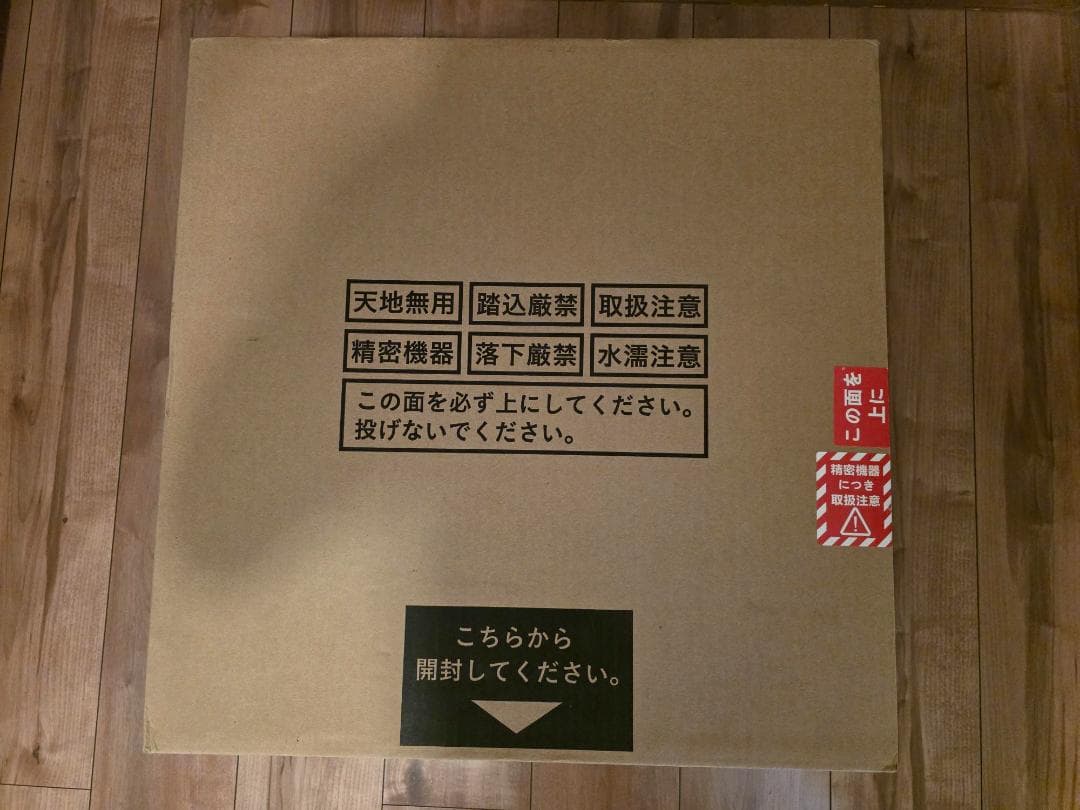 天地無用 踏込厳禁 取扱注意
精密機器 落下厳禁 水濡注意
この面を必ず上にしてください。
投げないでください。
この面を
上に
精密機器
につき
取扱注意
こちらから
開封してください。